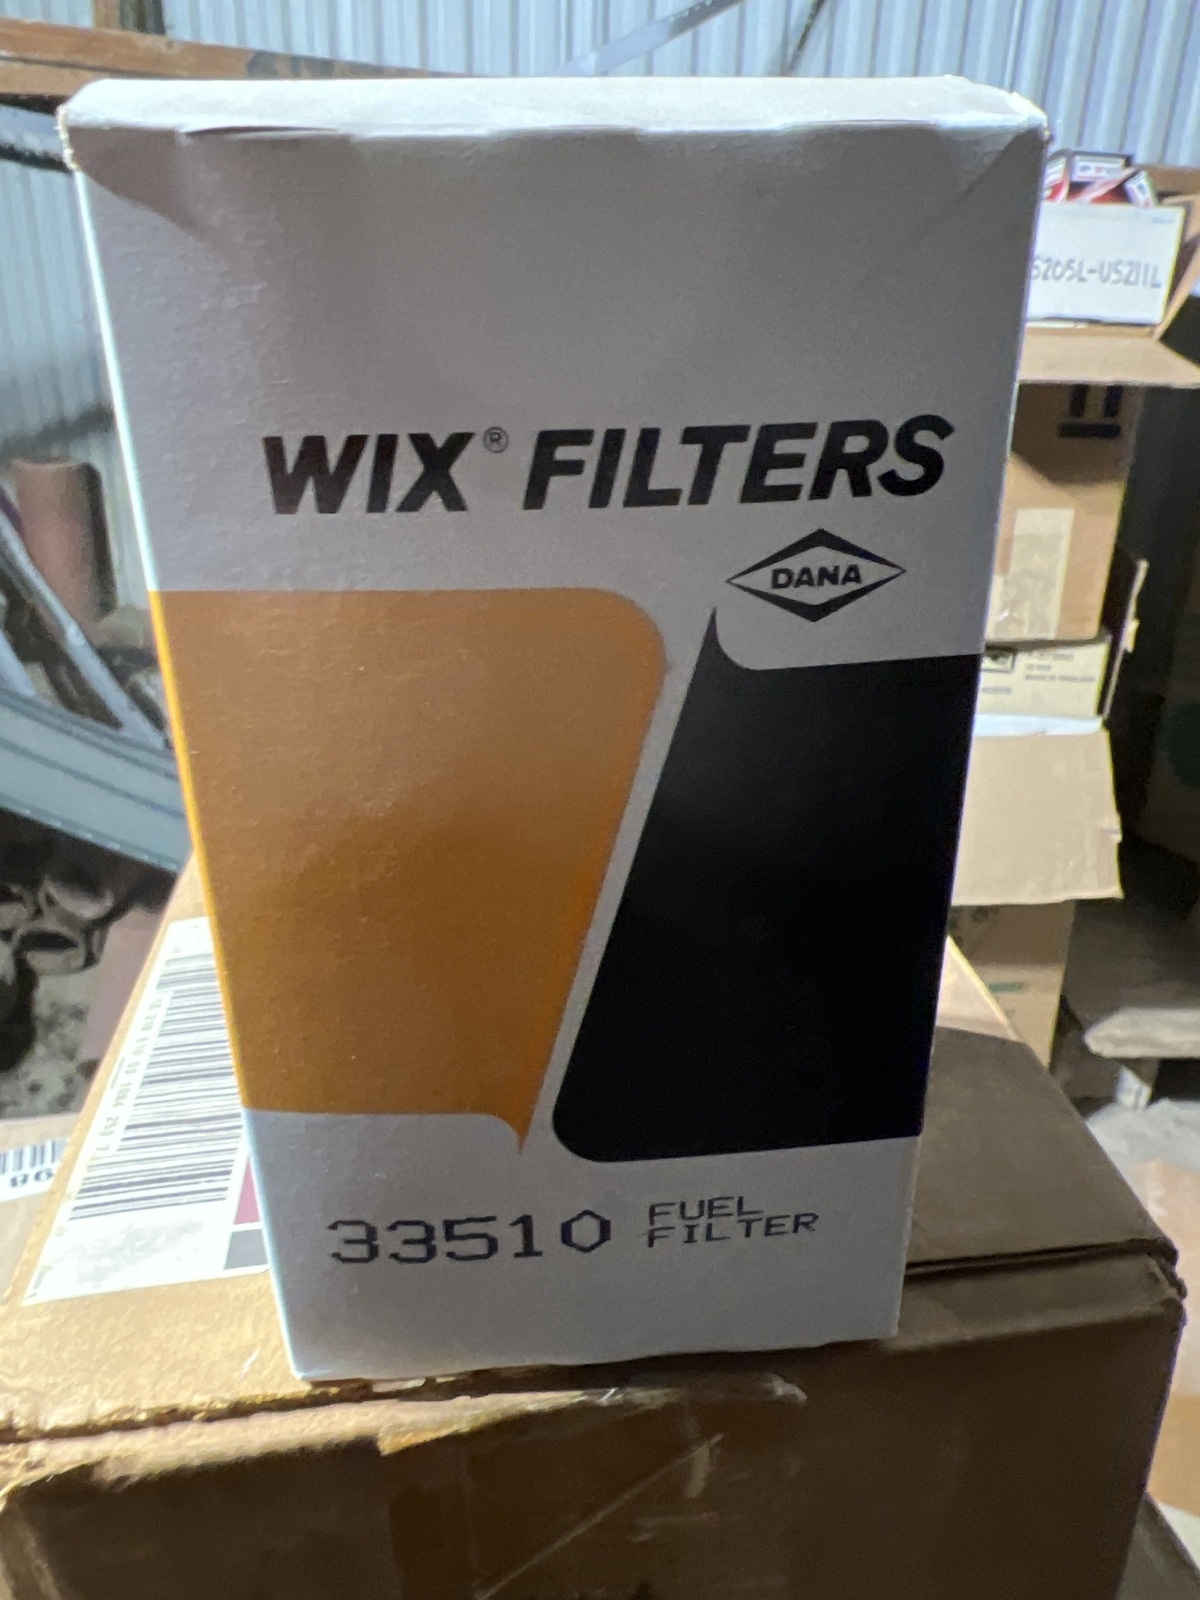 WIX® FILTERS
DANA
33510 FUEL
FILTER
S205L-US211L